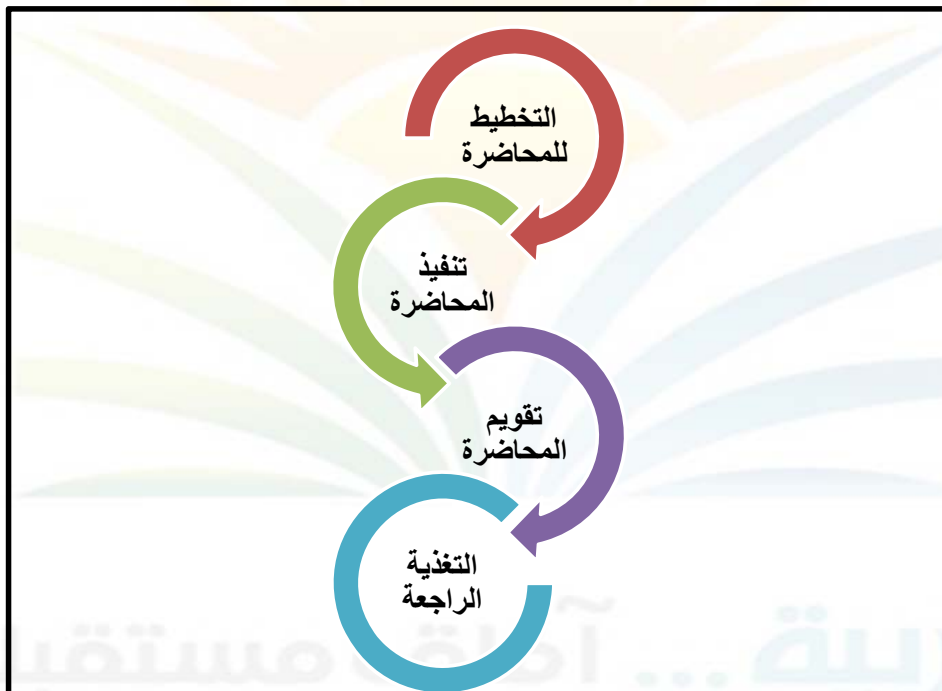 التخطيط
للمحاضرة
تنفيذ
المحاضرة
تقويم
المحاضرة
التغذية
الراجعة